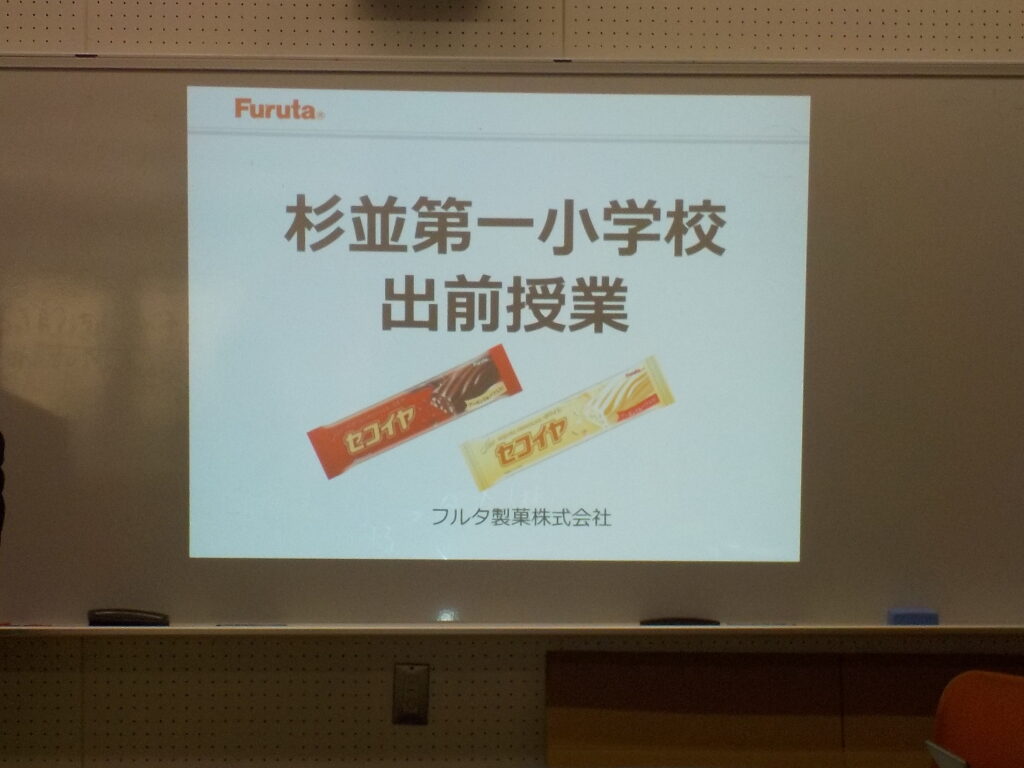 Furuta
杉並第一小学校
出前授業
セコイヤ
セコイヤ
フルタ製菓株式会社